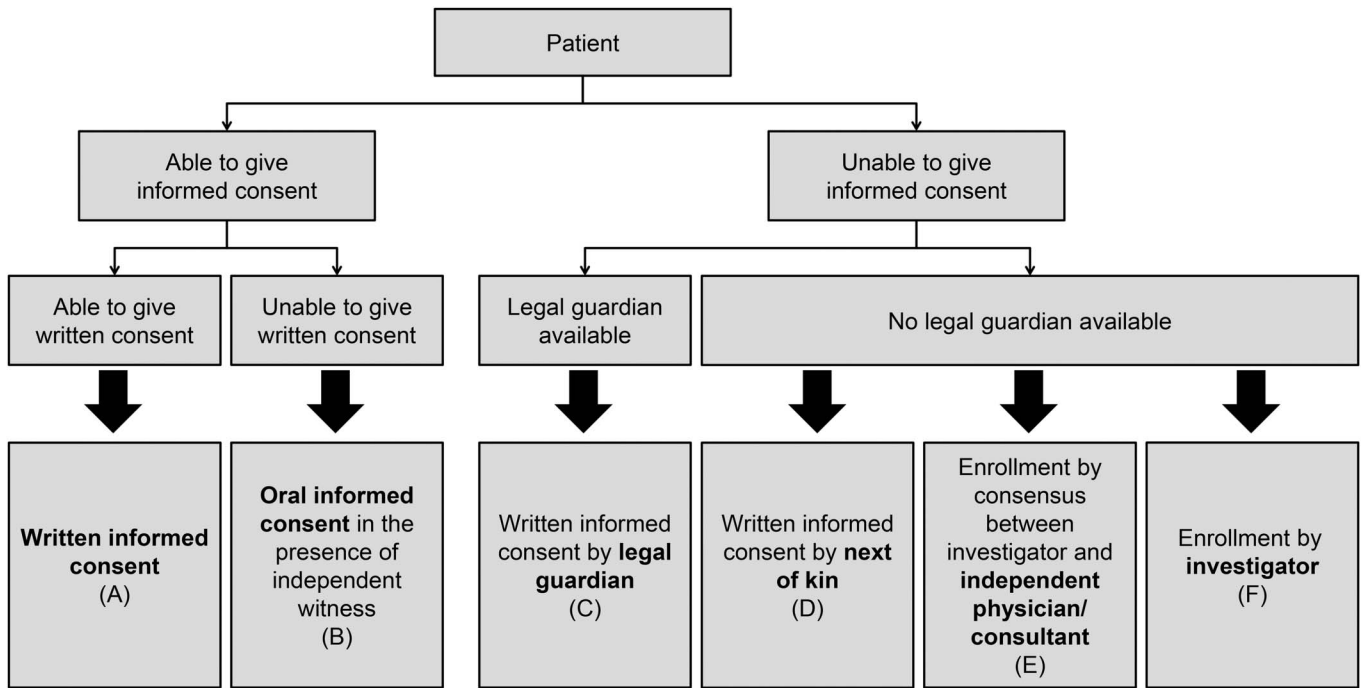 Patient
Able to give
informed consent
Unable to give
informed consent
Able to give
written consent
Unable to give
written consent
Legal guardian
available
No legal guardian available
Written informed
consent
(A)
Oral informed
consent in the
presence of
independent
witness
(B)
Written informed
consent by legal
guardian
(C)
Written informed
consent by next
of kin
(D)
Enrollment by
consensus
between
investigator and
independent
physician/
consultant
(E)
Enrollment by
investigator
(F)